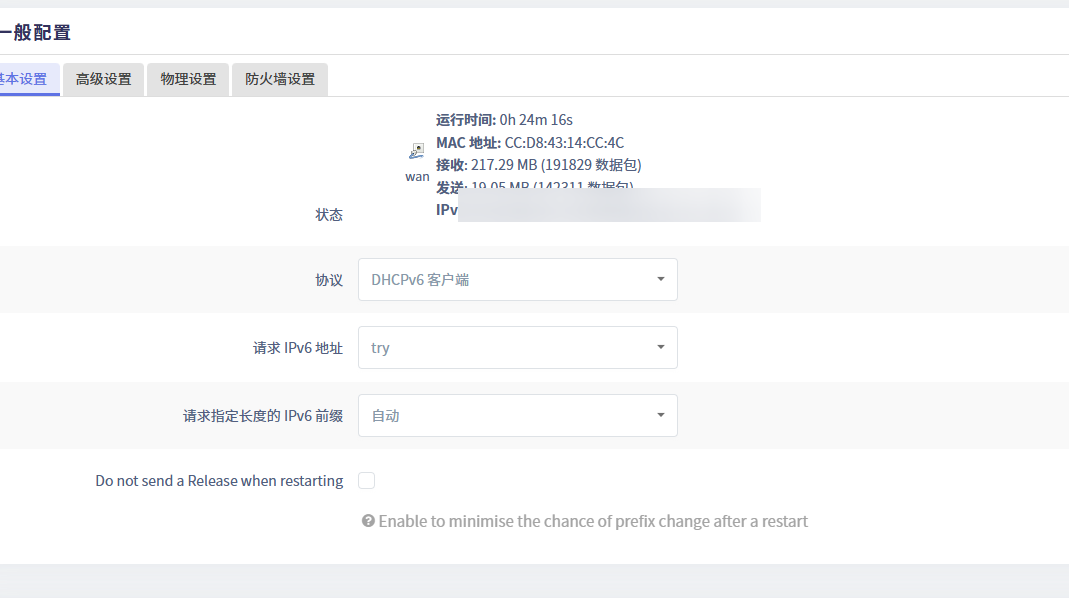 一般配置
基本设置 高级设置 物理设置 防火墙设置
运行时间: 0h 24m 16s
MAC 地址: CC:D8:43:14:CC:4C
接收: 217.29 MB (191829 数据包)
发送: 19.05 MB (142311 数据包)
IPv
wan
状态
协议 DHCPv6 客户端
请求 IPv6 地址 try
请求指定长度的 IPv6 前缀 自动
Do not send a Release when restarting
Enable to minimise the chance of prefix change after a restart